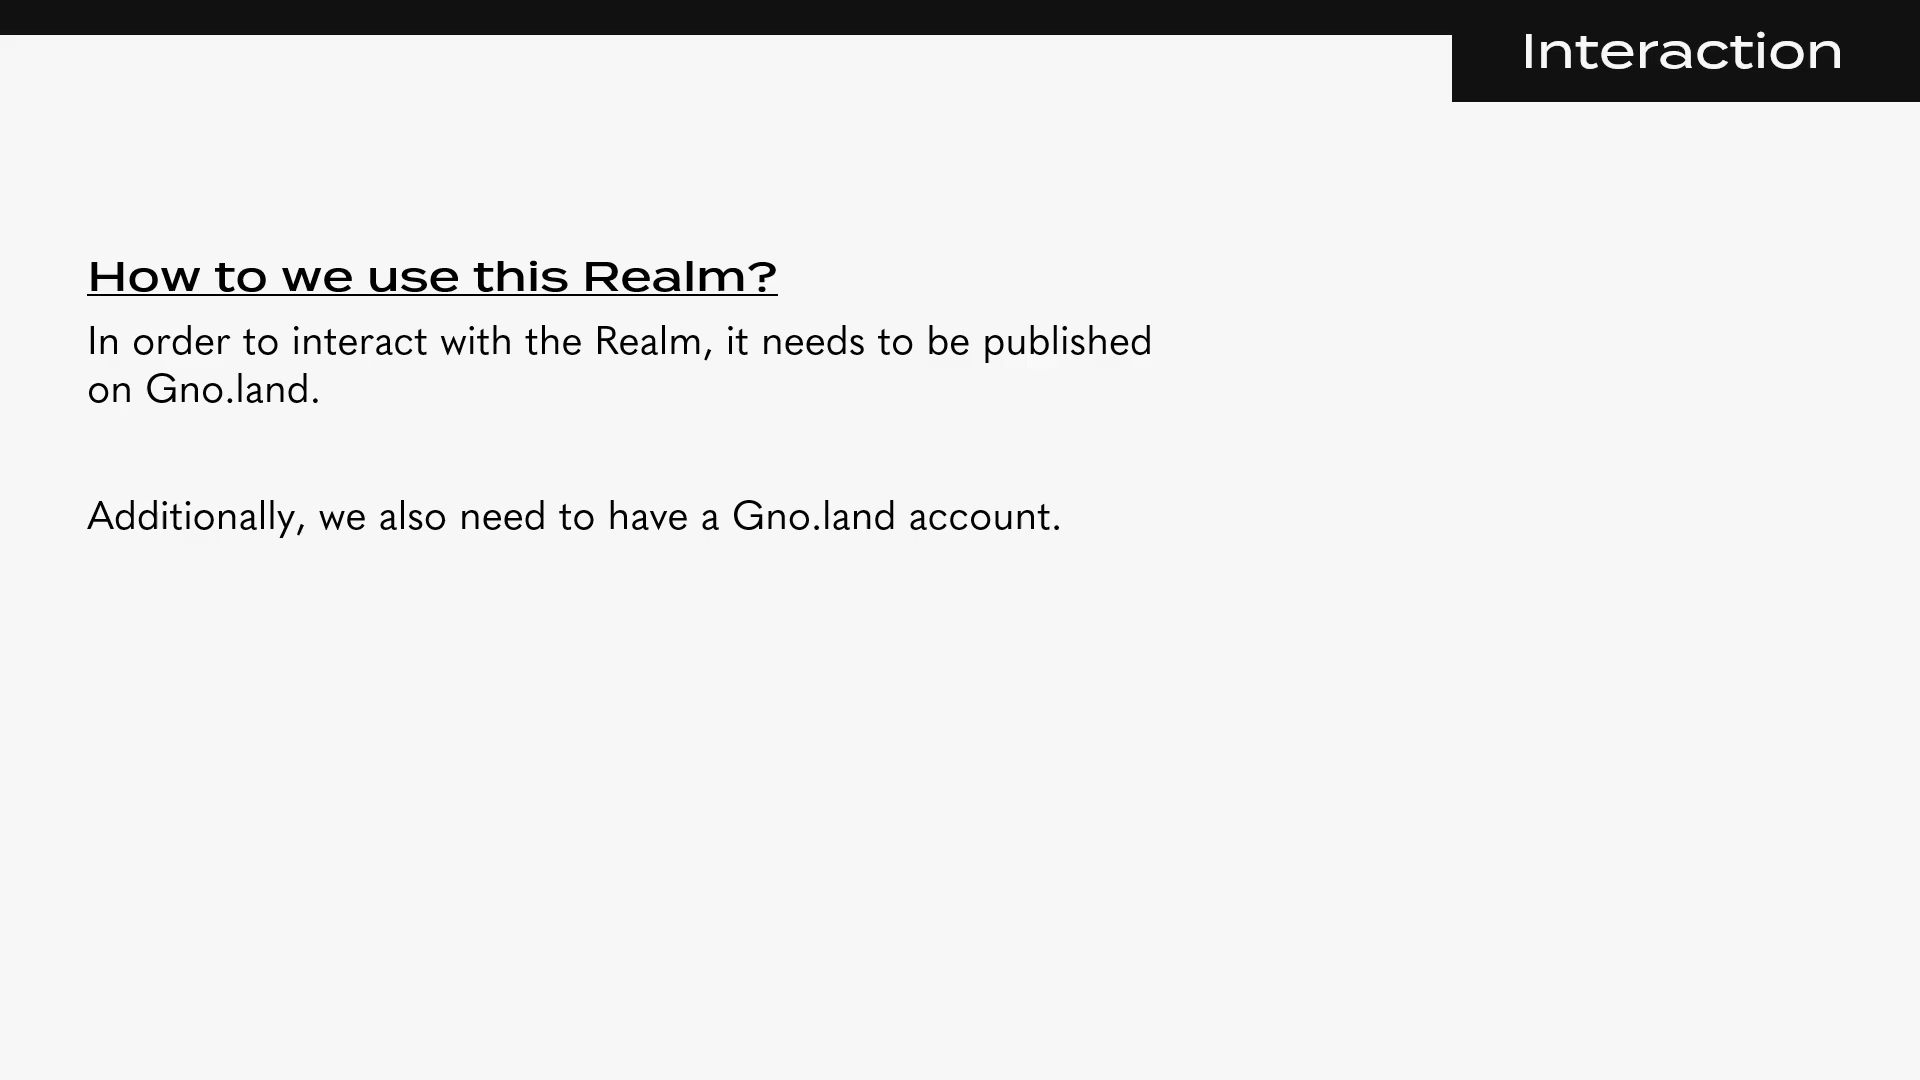 Interaction
How to we use this Realm?
In order to interact with the Realm, it needs to be published
on Gno.land.
Additionally, we also need to have a Gno.land account.